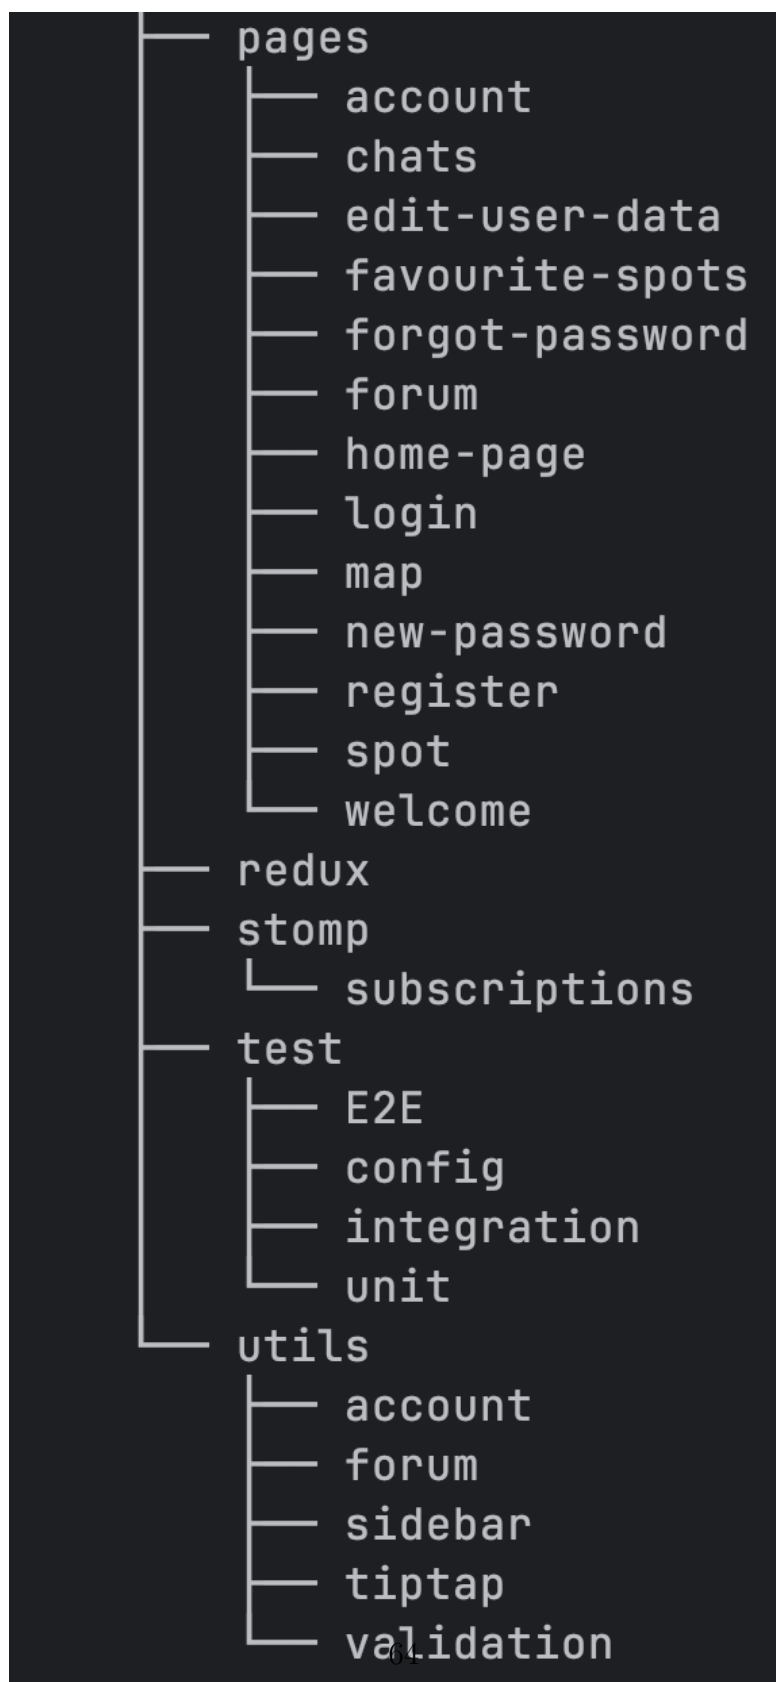 pages
account
chats
edit-user-data
favourite-spots
forgot-password
forum
home-page
login
map
new-password
register
spot
welcome
redux
stomp
subscriptions
test
E2E
config
integration
unit
utils
account
forum
sidebar
tiptap
validation
64